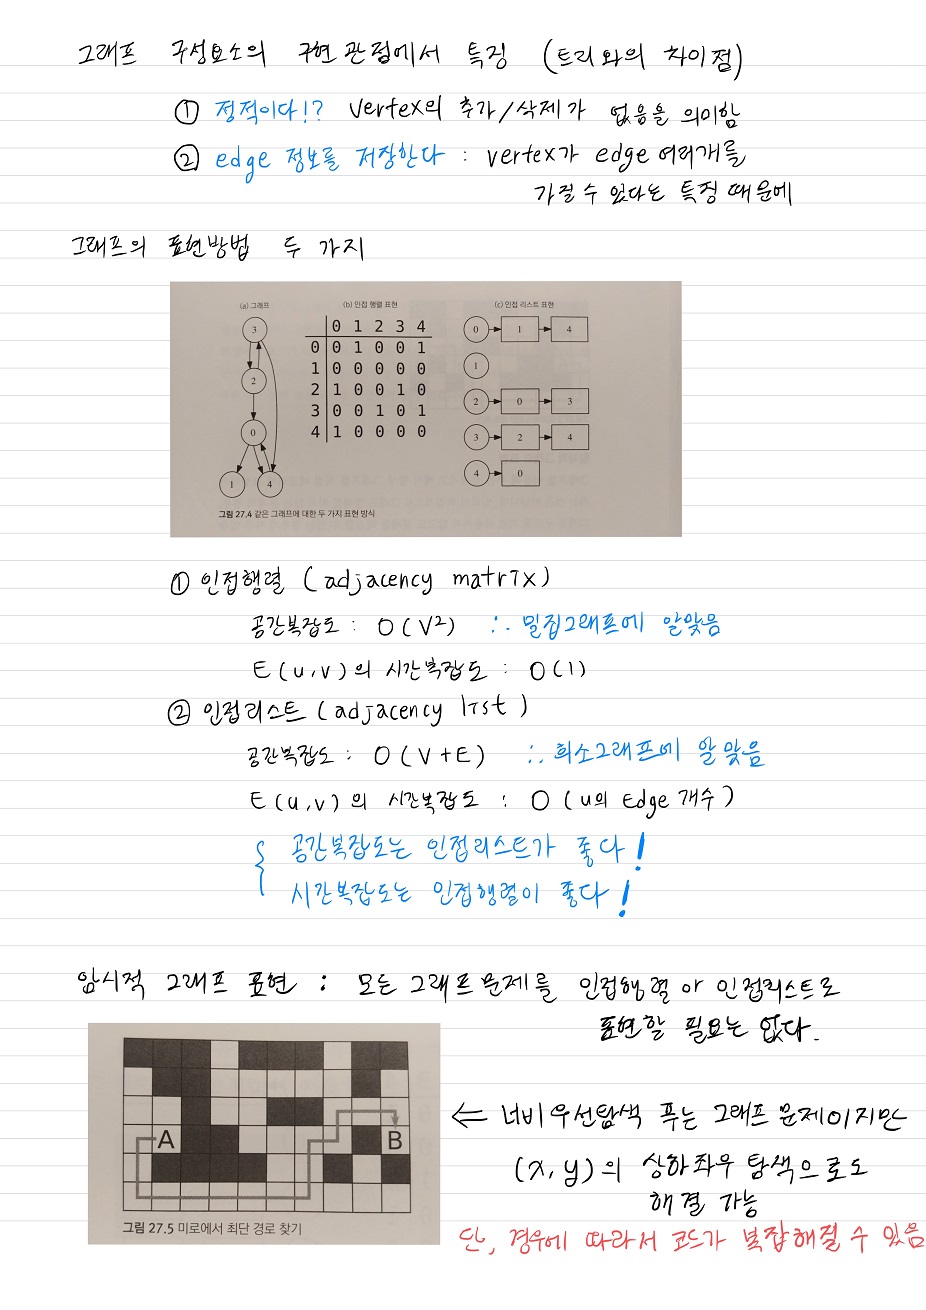 그래프 구성요소의 구현 관점에서 특징 (트리와의 차이점)
① 정적이다!? vertex의 추가/삭제가 없음을 의미함
② edge 정보를 저장한다 : vertex가 edge 여러개를
가질 수 있다는 특징 때문에
그래프의 표현방법 두 가지
(a) 그래프
3
2
0
1 4
(b) 인접 행렬 표현
0 1 2 3 4
0 0 1 0 0 1
1 0 0 0 0 0
2 1 0 0 1 0
3 0 0 1 0 1
4 1 0 0 0 0
(c) 인접 리스트 표현
0 1 4
1
2 0 3
3 2 4
4 0
그림 27.4 같은 그래프에 대한 두 가지 표현 방식
① 인접행렬 (adjacency matrix)
공간복잡도 : O(V²) ∴ 밀집그래프에 알맞음
E(u,v)의 시간복잡도 : O(1)
② 인접리스트 (adjacency list)
공간복잡도 : O(V+E) ∴ 희소그래프에 알맞음
E(u,v)의 시간복잡도 : O(u의 Edge 개수)
공간복잡도는 인접리스트가 좋다!
시간복잡도는 인접행렬이 좋다!
암시적 그래프 표현 : 모든 그래프 문제를 인접행렬 아 인접리스트로
표현할 필요는 없다.
A B
그림 27.5 미로에서 최단 경로 찾기
⇐ 너비우선탐색 푸는 그래프 문제이지만
(x,y)의 상하좌우 탐색으로도
해결 가능
단, 경우에 따라서 코드가 복잡해질 수 있음